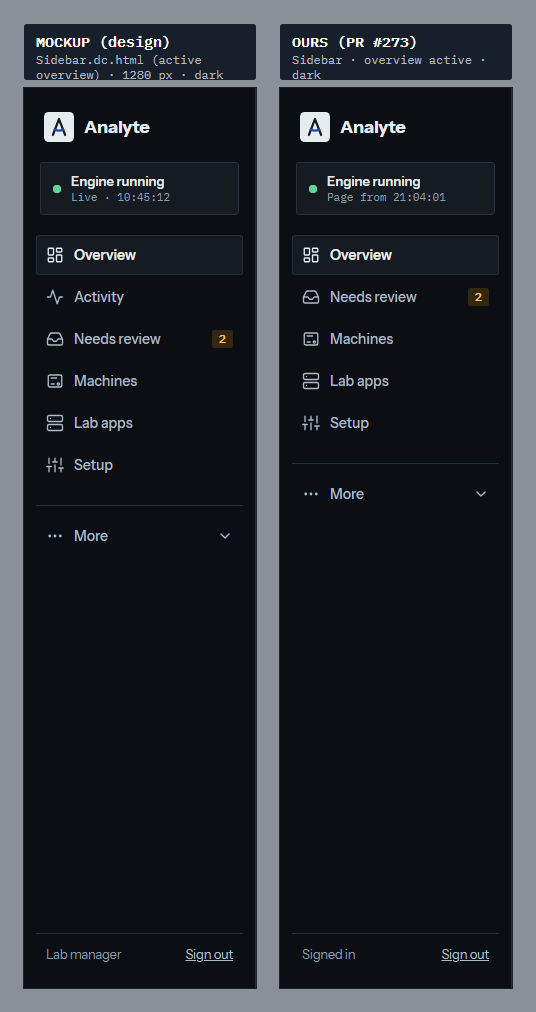 MOCKUP (design)
Sidebar.dc.html (active
overview) · 1280 px · dark
Analyte
Engine running
Live · 10:45:12
Overview
Activity
Needs review 2
Machines
Lab apps
Setup
More
Lab manager Sign out
OURS (PR #273)
Sidebar · overview active ·
dark
Analyte
Engine running
Page from 21:04:01
Overview
Needs review 2
Machines
Lab apps
Setup
More
Signed in Sign out